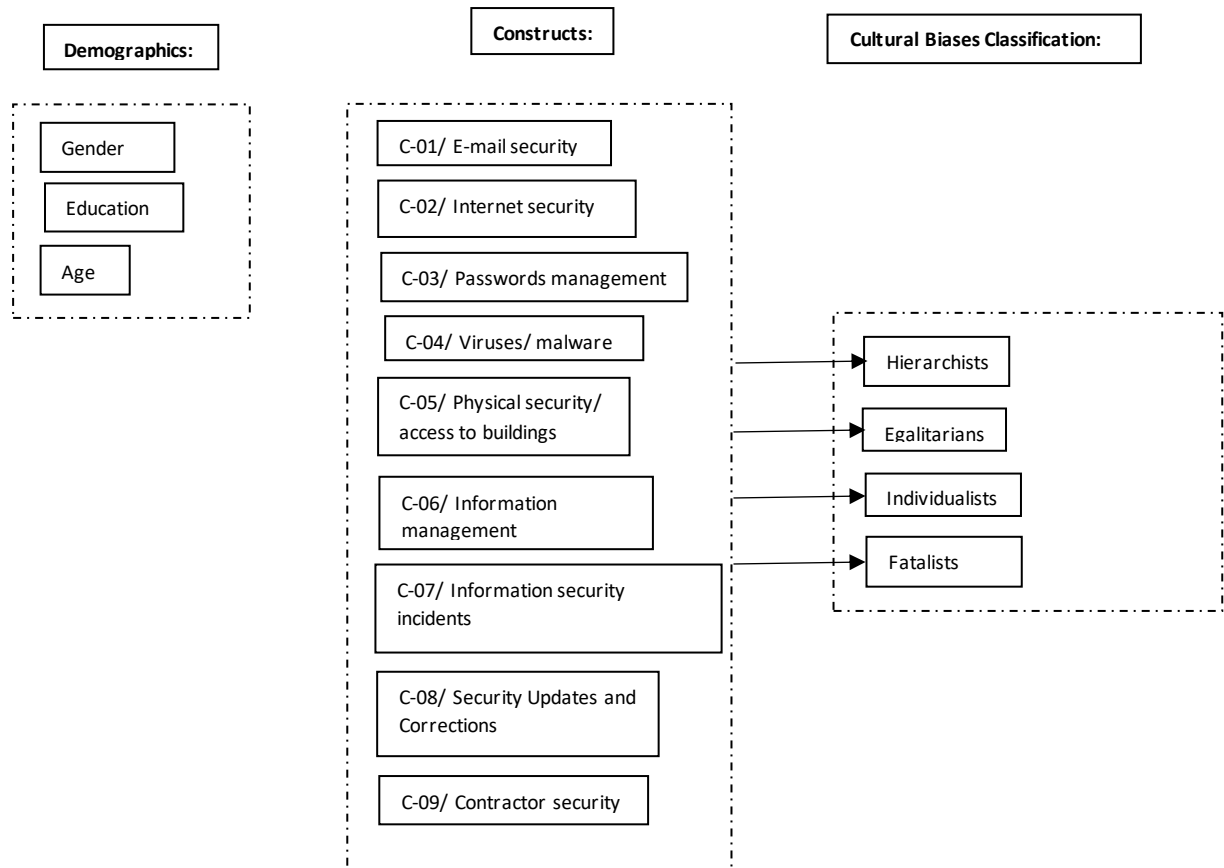 Demographics:
Constructs:
Cultural Biases Classification:
Gender
Education
Age
C-01/ E-mail security
C-02/ Internet security
C-03/ Passwords management
C-04/ Viruses/ malware
C-05/ Physical security/
access to buildings
C-06/ Information
management
C-07/ Information security
incidents
C-08/ Security Updates and
Corrections
C-09/ Contractor security
Hierarchists
Egalitarians
Individualists
Fatalists